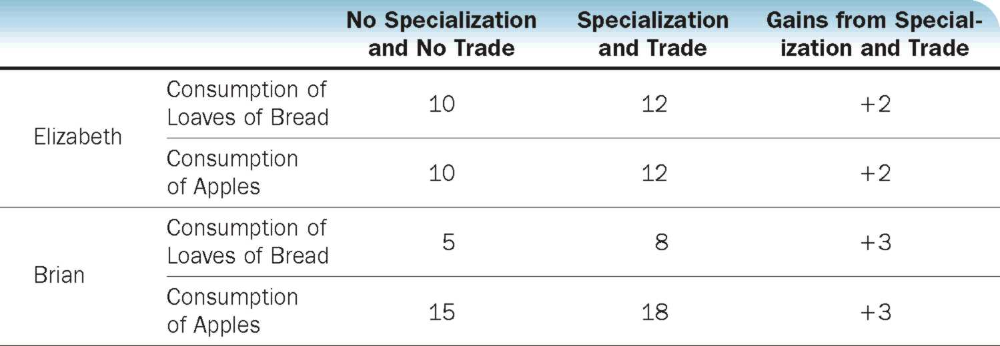 No Specialization
and No Trade
Specialization
and Trade
Gains from Special-
ization and Trade
Elizabeth
Consumption of
Loaves of Bread
10
12
+2
Consumption
of Apples
10
12
+2
Brian
Consumption of
Loaves of Bread
5
8
+3
Consumption
of Apples
15
18
+3